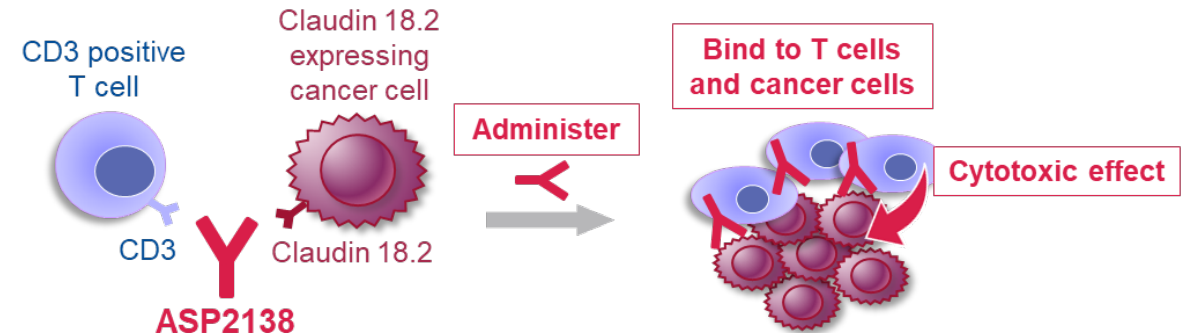 CD3 positive
T cell
Claudin 18.2
expressing
cancer cell
CD3
Claudin 18.2
ASP2138
Administer
Bind to T cells
and cancer cells
Cytotoxic effect